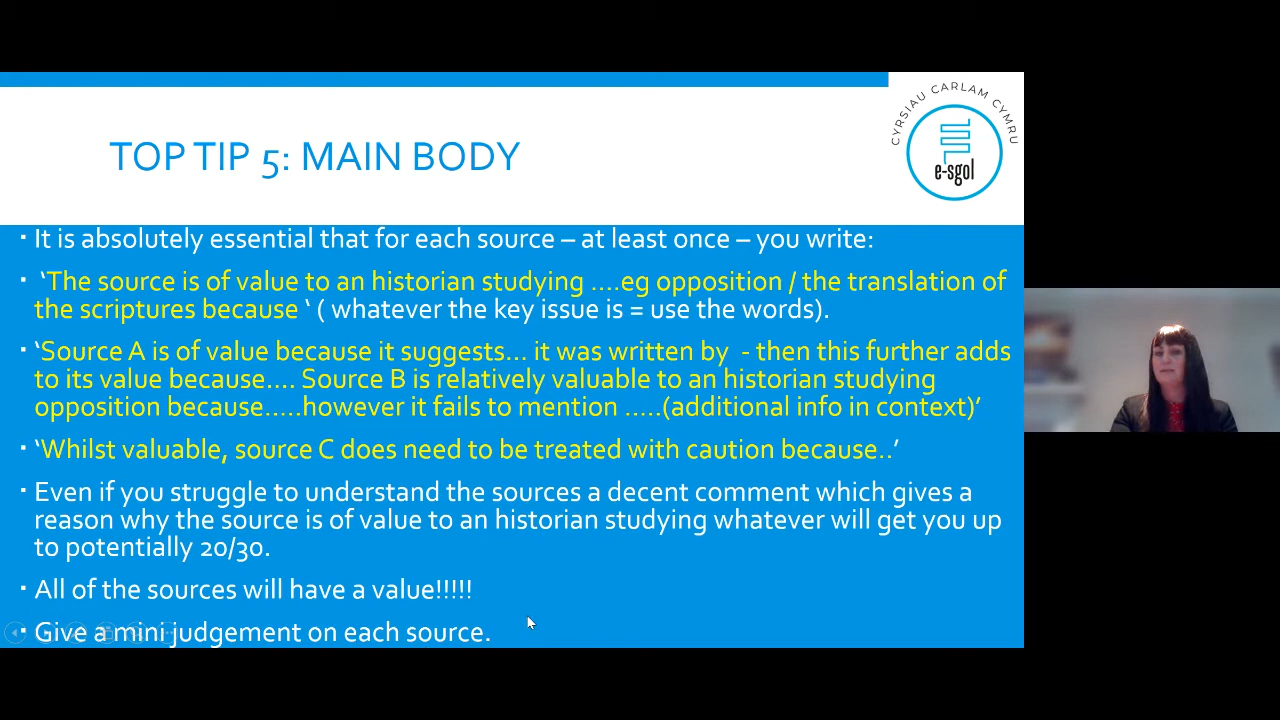 CYRSIAU CARLAM CYMRU
e-sgol
TOP TIP 5: MAIN BODY
▪ It is absolutely essential that for each source – at least once – you write:
▪ ‘The source is of value to an historian studying ....eg opposition / the translation of
the scriptures because ‘ ( whatever the key issue is = use the words).
▪ ‘Source A is of value because it suggests... it was written by - then this further adds
to its value because.... Source B is relatively valuable to an historian studying
opposition because.....however it fails to mention .....(additional info in context)’
▪ ‘Whilst valuable, source C does need to be treated with caution because..’
▪ Even if you struggle to understand the sources a decent comment which gives a
reason why the source is of value to an historian studying whatever will get you up
to potentially 20/30.
▪ All of the sources will have a value!!!!!
▪ Give a mini judgement on each source.